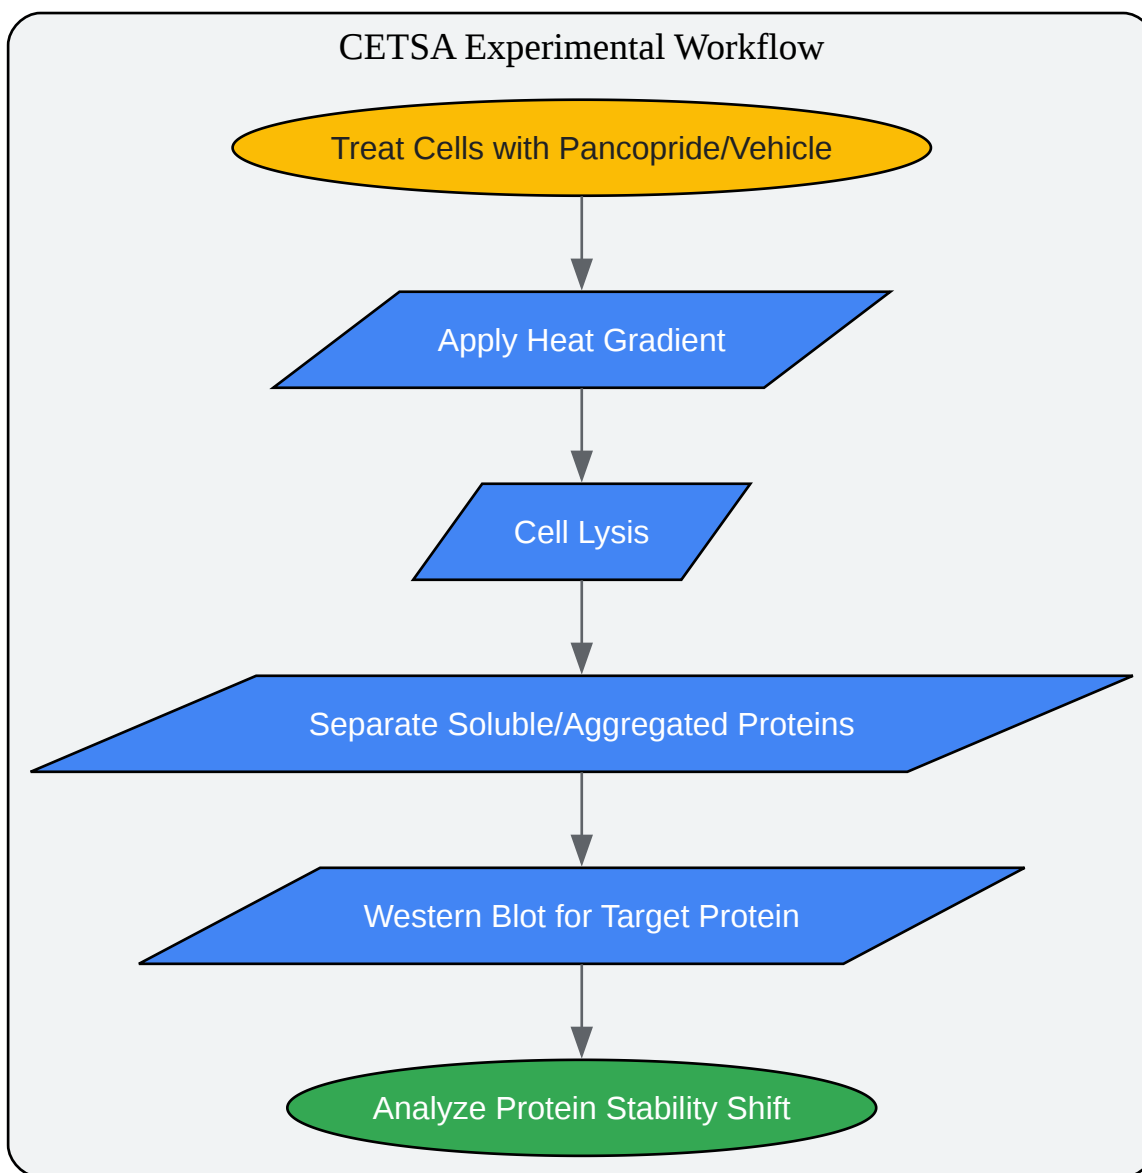 CETSA Experimental Workflow
Treat Cells with Pancopride/Vehicle
Apply Heat Gradient
Cell Lysis
Separate Soluble/Aggregated Proteins
Western Blot for Target Protein
Analyze Protein Stability Shift